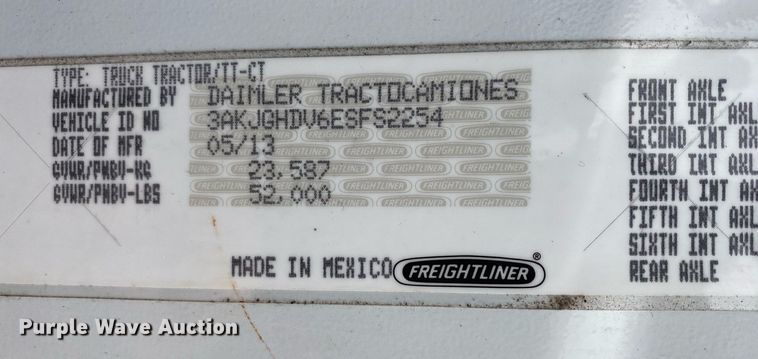 TYPE: TRUCK TRACTOR/TT-CT
MANUFACTURED BY DAIMLER TRACTOCAMIONES
VEHICLE ID NO 3AKJGHDV6ESFS2254
DATE OF MFR 05/13
GVWR/PNBV-KG 23,587
GVWR/PNBV-LBS 52,000
MADE IN MEXICO FREIGHTLINER®
FRONT AXLE
FIRST INT AXL
SECOND INT AX
THIRD INT AXL
FOURTH INT AX
FIFTH INT AXL
SIXTH INT AXL
REAR AXLE
Purple Wave Auction